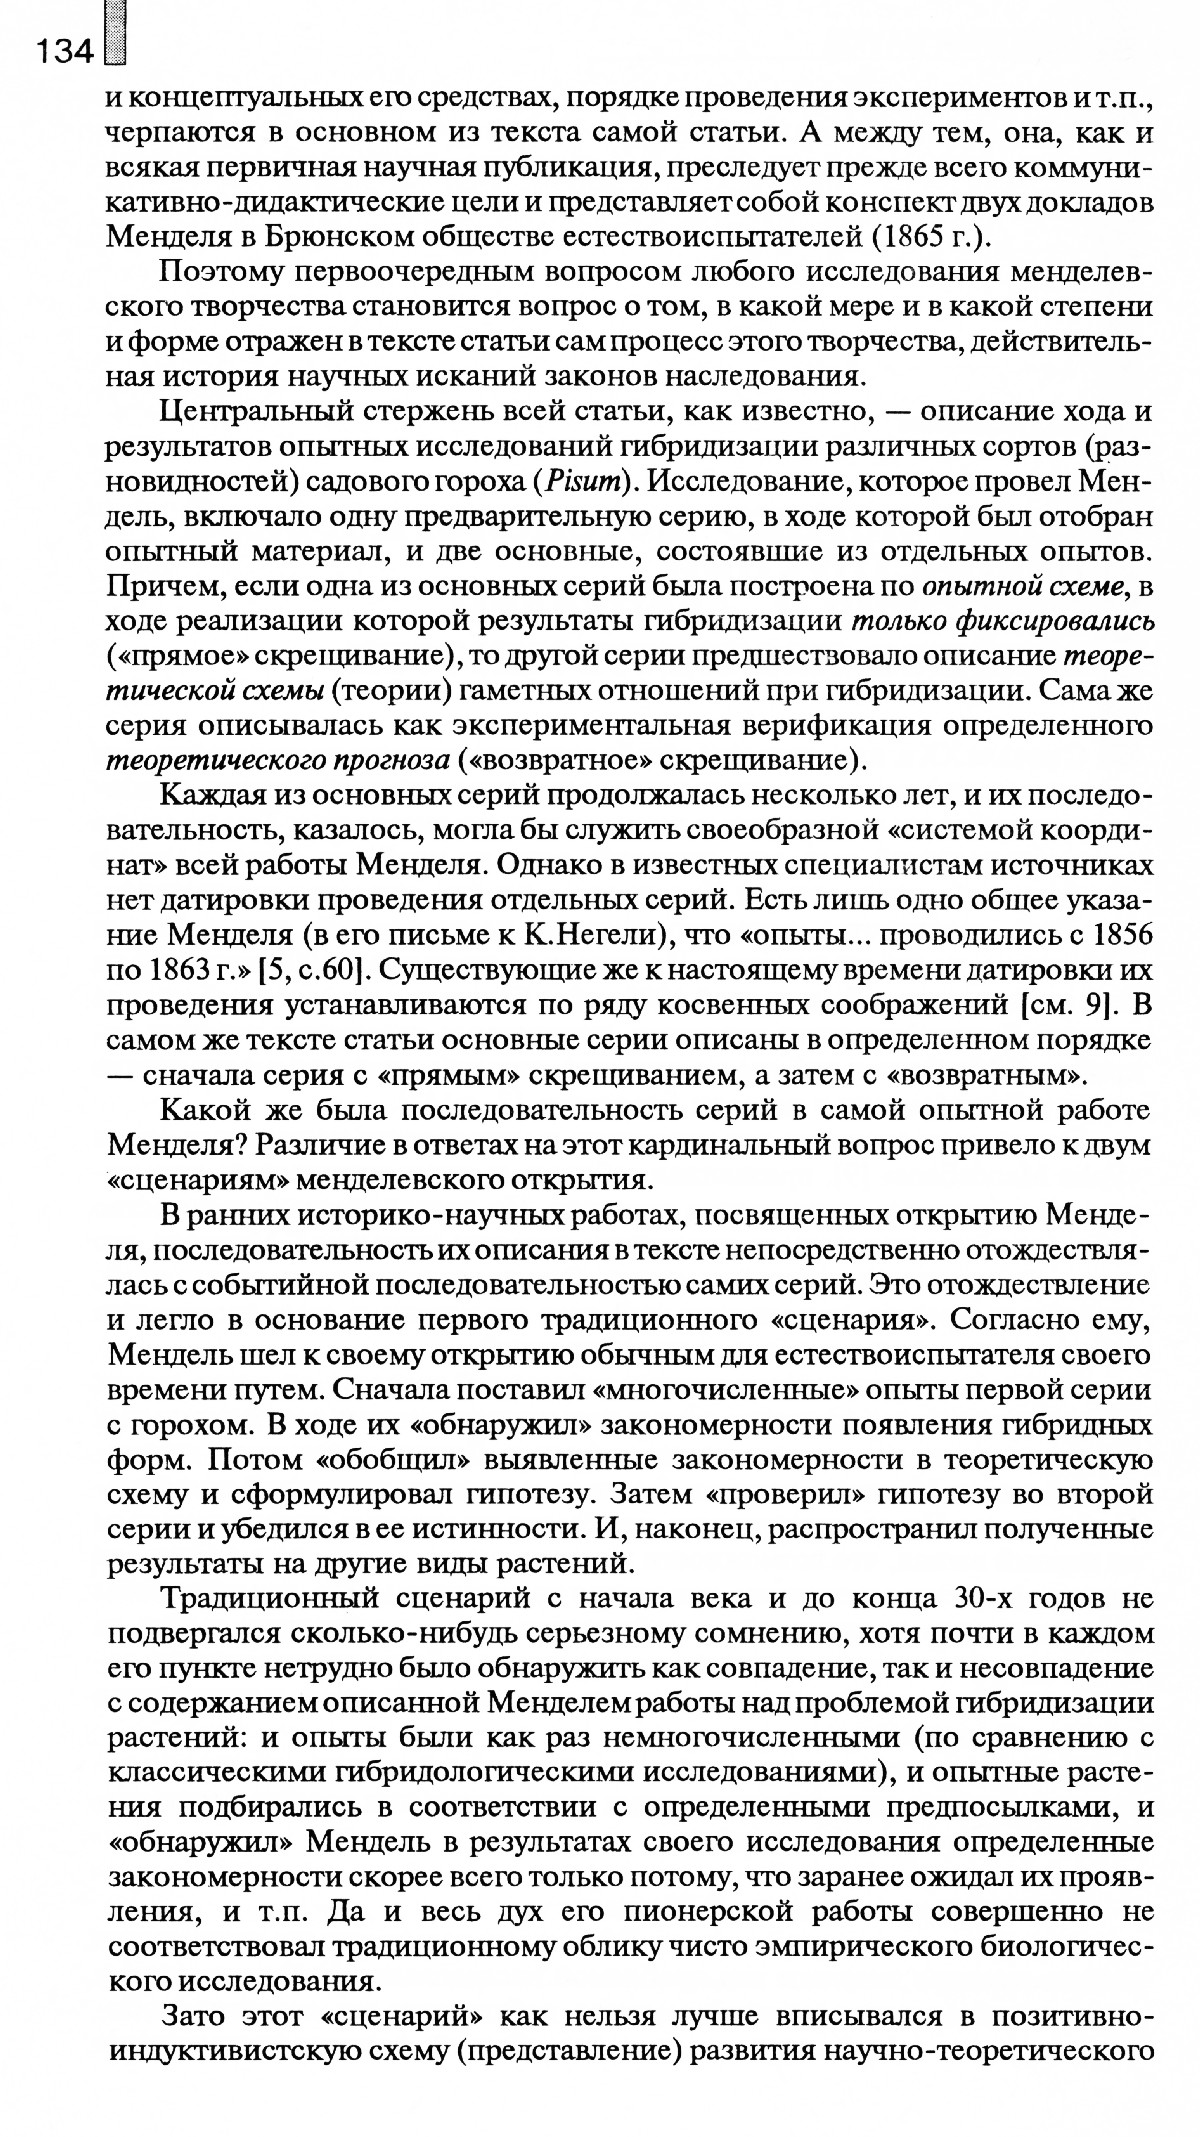 134
и концептуальных его средствах, порядке проведения экспериментов и т.п.,
черпаются в основном из текста самой статьи. А между тем, она, как и
всякая первичная научная публикация, преследует прежде всего коммуни-
кативно-дидактические цели и представляет собой конспект двух докладов
Менделя в Брюнском обществе естествоиспытателей (1865 г.).
Поэтому первоочередным вопросом любого исследования менделев-
ского творчества становится вопрос о том, в какой мере и в какой степени
и форме отражен в тексте статьи сам процесс этого творчества, действитель-
ная история научных исканий законов наследования.
Центральный стержень всей статьи, как известно, — описание хода и
результатов опытных исследований гибридизации различных сортов (раз-
новидностей) садового гороха (Pisum). Исследование, которое провел Мен-
дель, включало одну предварительную серию, в ходе которой был отобран
опытный материал, и две основные, состоявшие из отдельных опытов.
Причем, если одна из основных серий была построена по опытной схеме, в
ходе реализации которой результаты гибридизации только фиксировались
(«прямое» скрещивание), то другой серии предшествовало описание теоре-
тической схемы (теории) гаметных отношений при гибридизации. Сама же
серия описывалась как экспериментальная верификация определенного
теоретического прогноза («возвратное» скрещивание).
Каждая из основных серий продолжалась несколько лет, и их последо-
вательность, казалось, могла бы служить своеобразной «системой коорди-
нат» всей работы Менделя. Однако в известных специалистам источниках
нет датировки проведения отдельных серий. Есть лишь одно общее указа-
ние Менделя (в его письме к К.Негели), что «опыты... проводились с 1856
по 1863 г.» [5, с.60]. Существующие же к настоящему времени датировки их
проведения устанавливаются по ряду косвенных соображений [см. 9]. В
самом же тексте статьи основные серии описаны в определенном порядке
— сначала серия с «прямым» скрещиванием, а затем с «возвратным».
Какой же была последовательность серий в самой опытной работе
Менделя? Различие в ответах на этот кардинальный вопрос привело к двум
«сценариям» менделевского открытия.
В ранних историко-научных работах, посвященных открытию Менде-
ля, последовательность их описания в тексте непосредственно отождествля-
лась с событийной последовательностью самих серий. Это отождествление
и легло в основание первого традиционного «сценария». Согласно ему,
Мендель шел к своему открытию обычным для естествоиспытателя своего
времени путем. Сначала поставил «многочисленные» опыты первой серии
с горохом. В ходе их «обнаружил» закономерности появления гибридных
форм. Потом «обобщил» выявленные закономерности в теоретическую
схему и сформулировал гипотезу. Затем «проверил» гипотезу во второй
серии и убедился в ее истинности. И, наконец, распространил полученные
результаты на другие виды растений.
Традиционный сценарий с начала века и до конца 30-х годов не
подвергался сколько-нибудь серьезному сомнению, хотя почти в каждом
его пункте нетрудно было обнаружить как совпадение, так и несовпадение
с содержанием описанной Менделем работы над проблемой гибридизации
растений: и опыты были как раз немногочисленными (по сравнению с
классическими гибридологическими исследованиями), и опытные расте-
ния подбирались в соответствии с определенными предпосылками, и
«обнаружил» Мендель в результатах своего исследования определенные
закономерности скорее всего только потому, что заранее ожидал их прояв-
ления, и т.п. Да и весь дух его пионерской работы совершенно не
соответствовал традиционному облику чисто эмпирического биологичес-
кого исследования.
Зато этот «сценарий» как нельзя лучше вписывался в позитивно-
индуктивистскую схему (представление) развития научно-теоретического